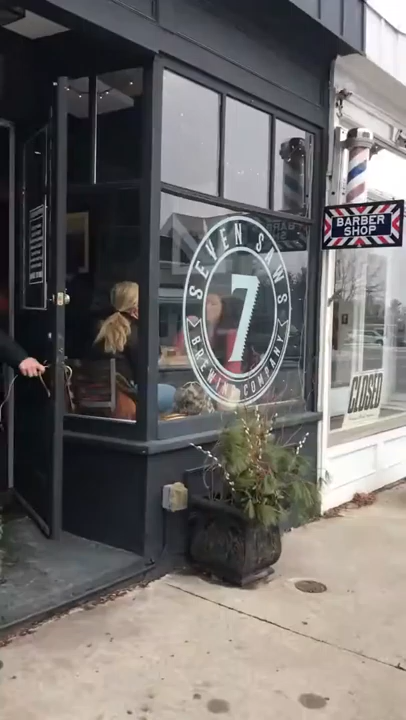 SEVEN SAWS
7
BREWING COMPANY
BARBER
SHOP
CLOSED